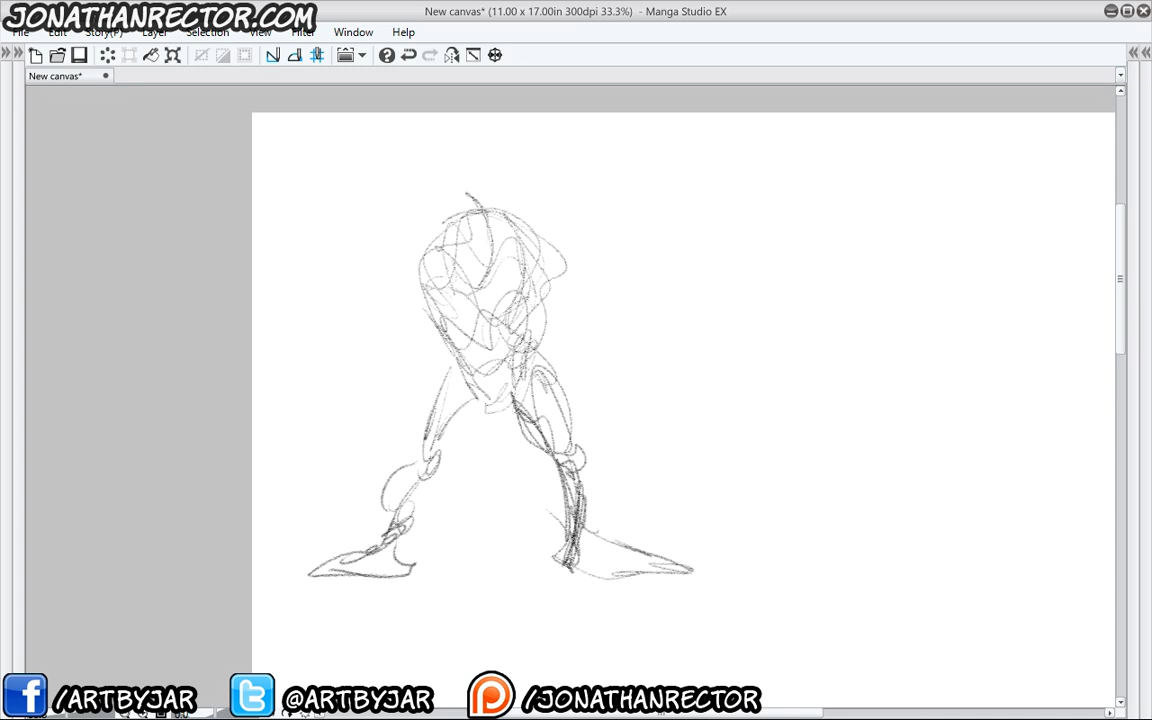 JONATHANRECTOR.COM
New canvas* (11.00 x 17.00in 300dpi 33.3%) - Manga Studio EX
File Edit Story(P) Layer Selection View Filter Window Help
New canvas*
/ARTBYJAR @ARTBYJAR /JONATHANRECTOR